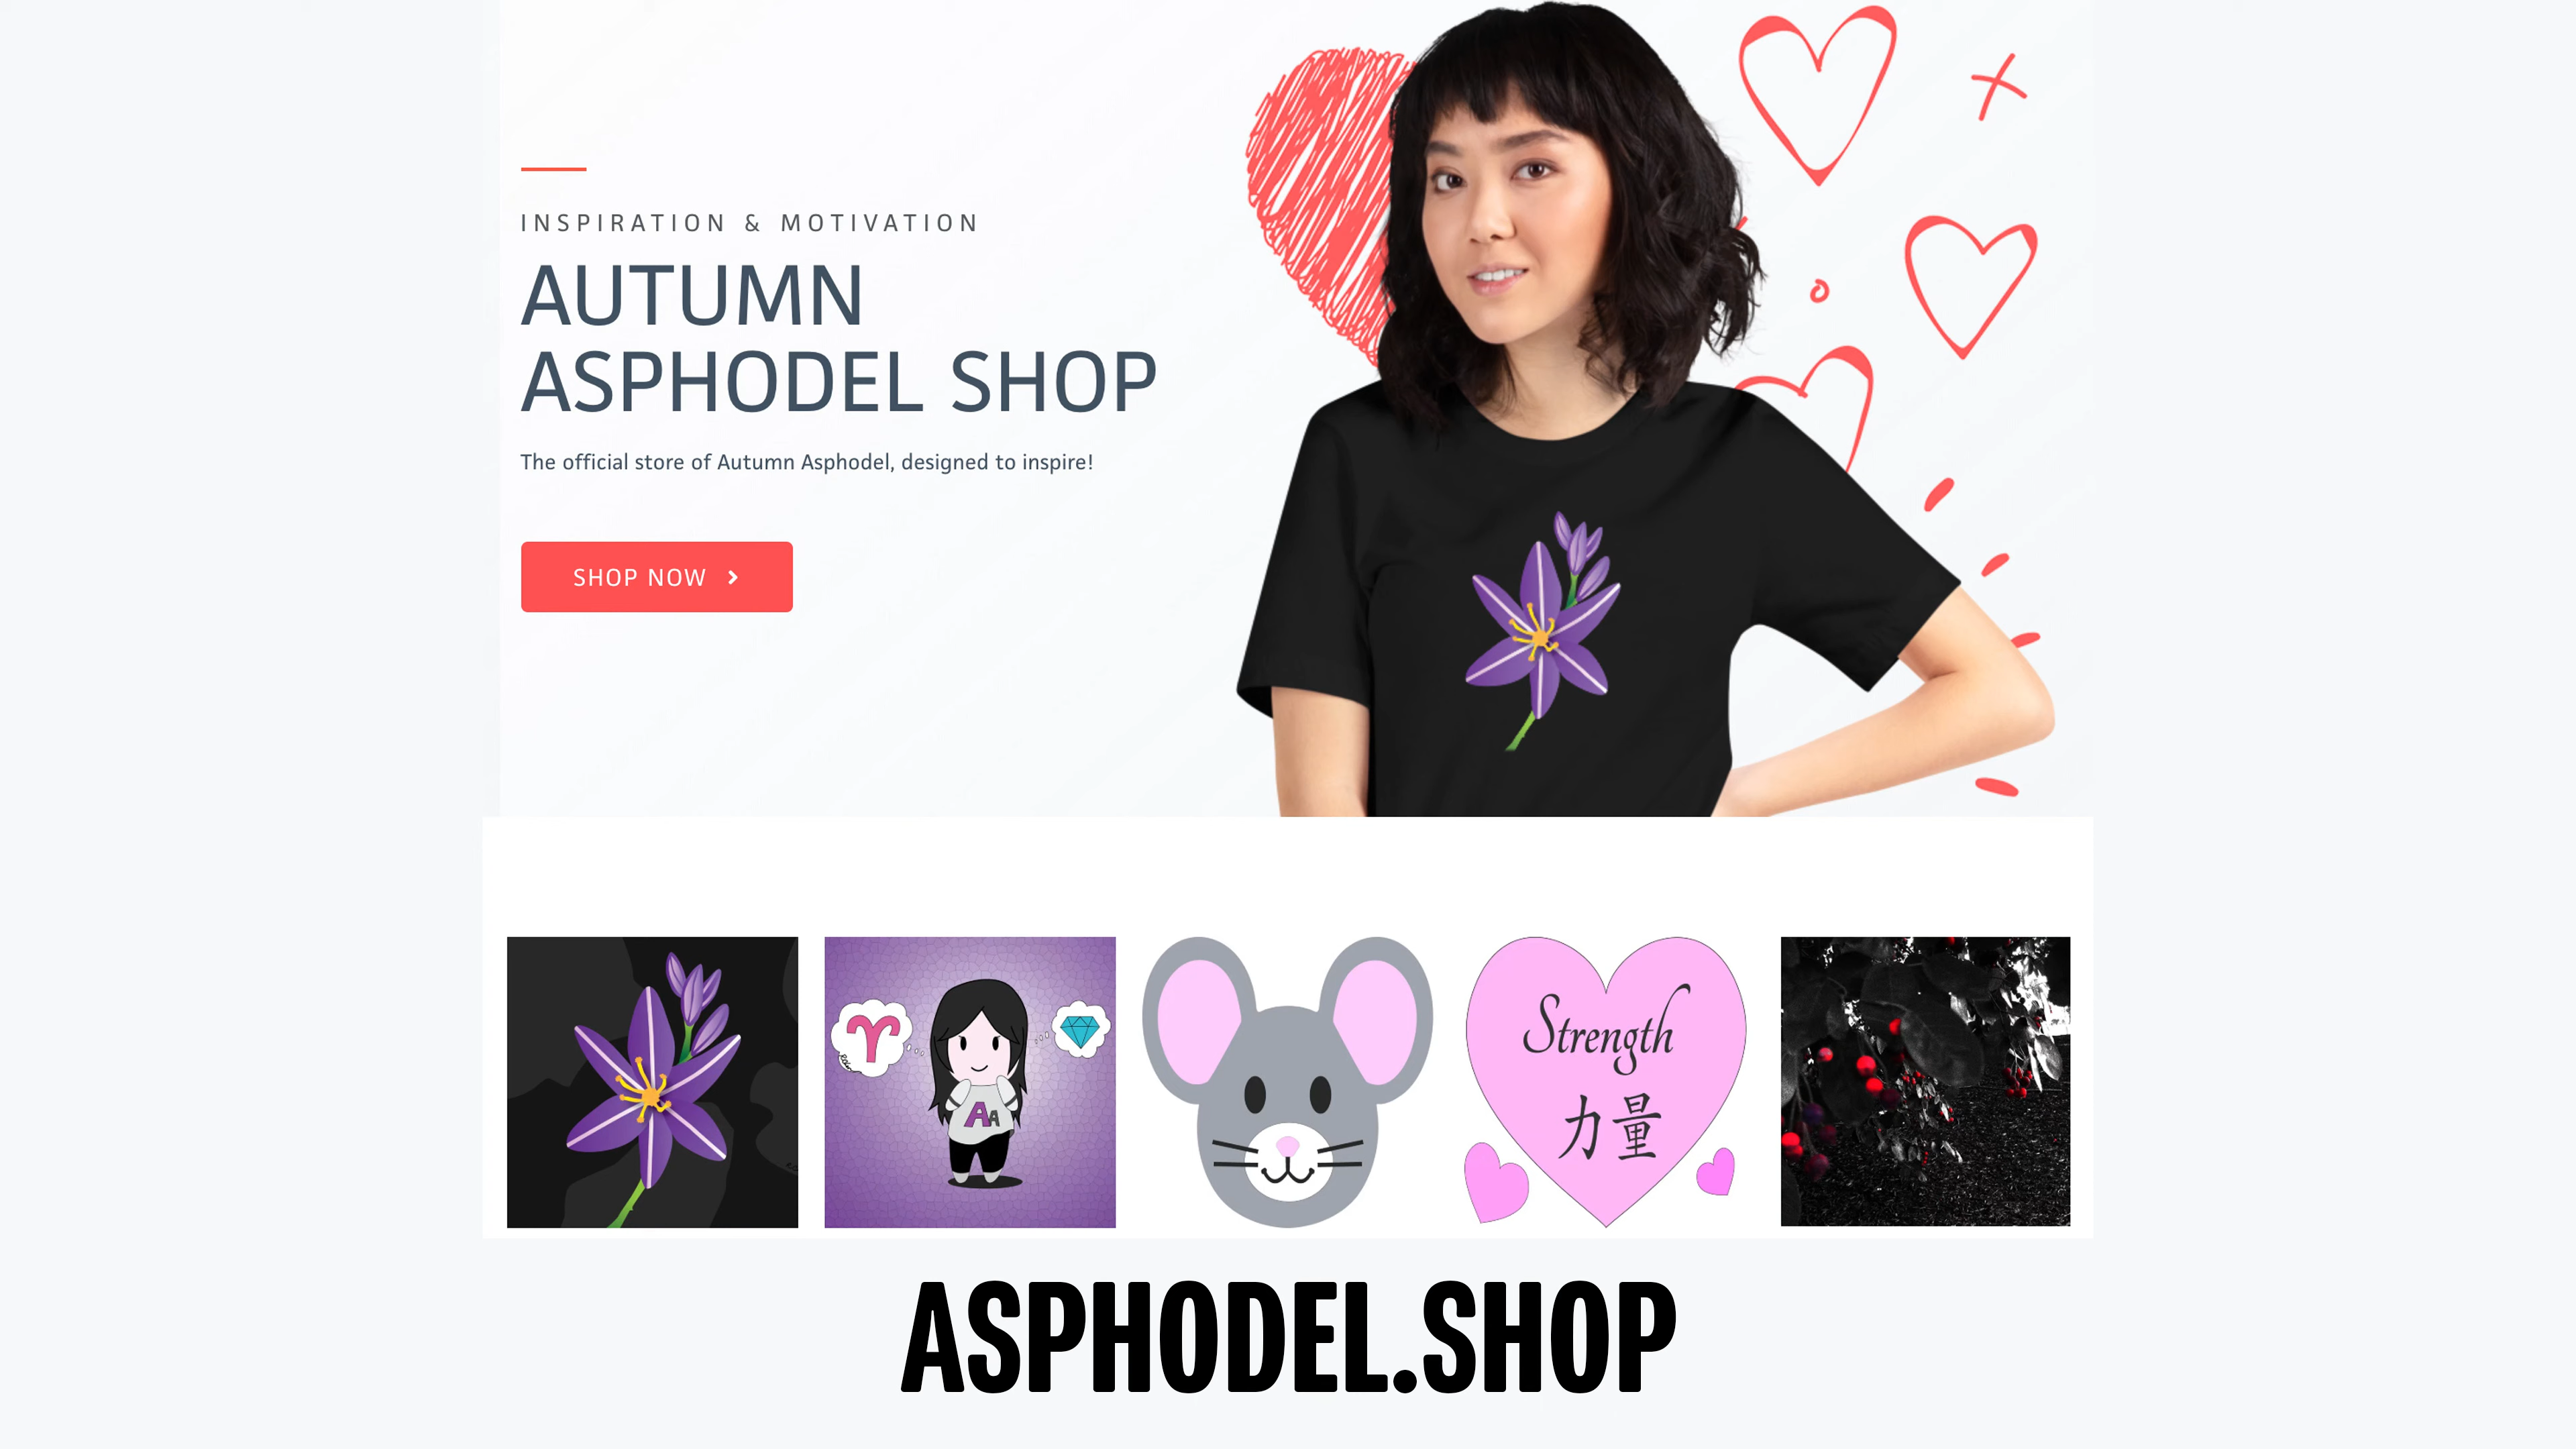 INSPIRATION & MOTIVATION
AUTUMN
ASPHODEL SHOP
The official store of Autumn Asphodel, designed to inspire!
SHOP NOW
AA
Strength
力量
ASPHODEL.SHOP